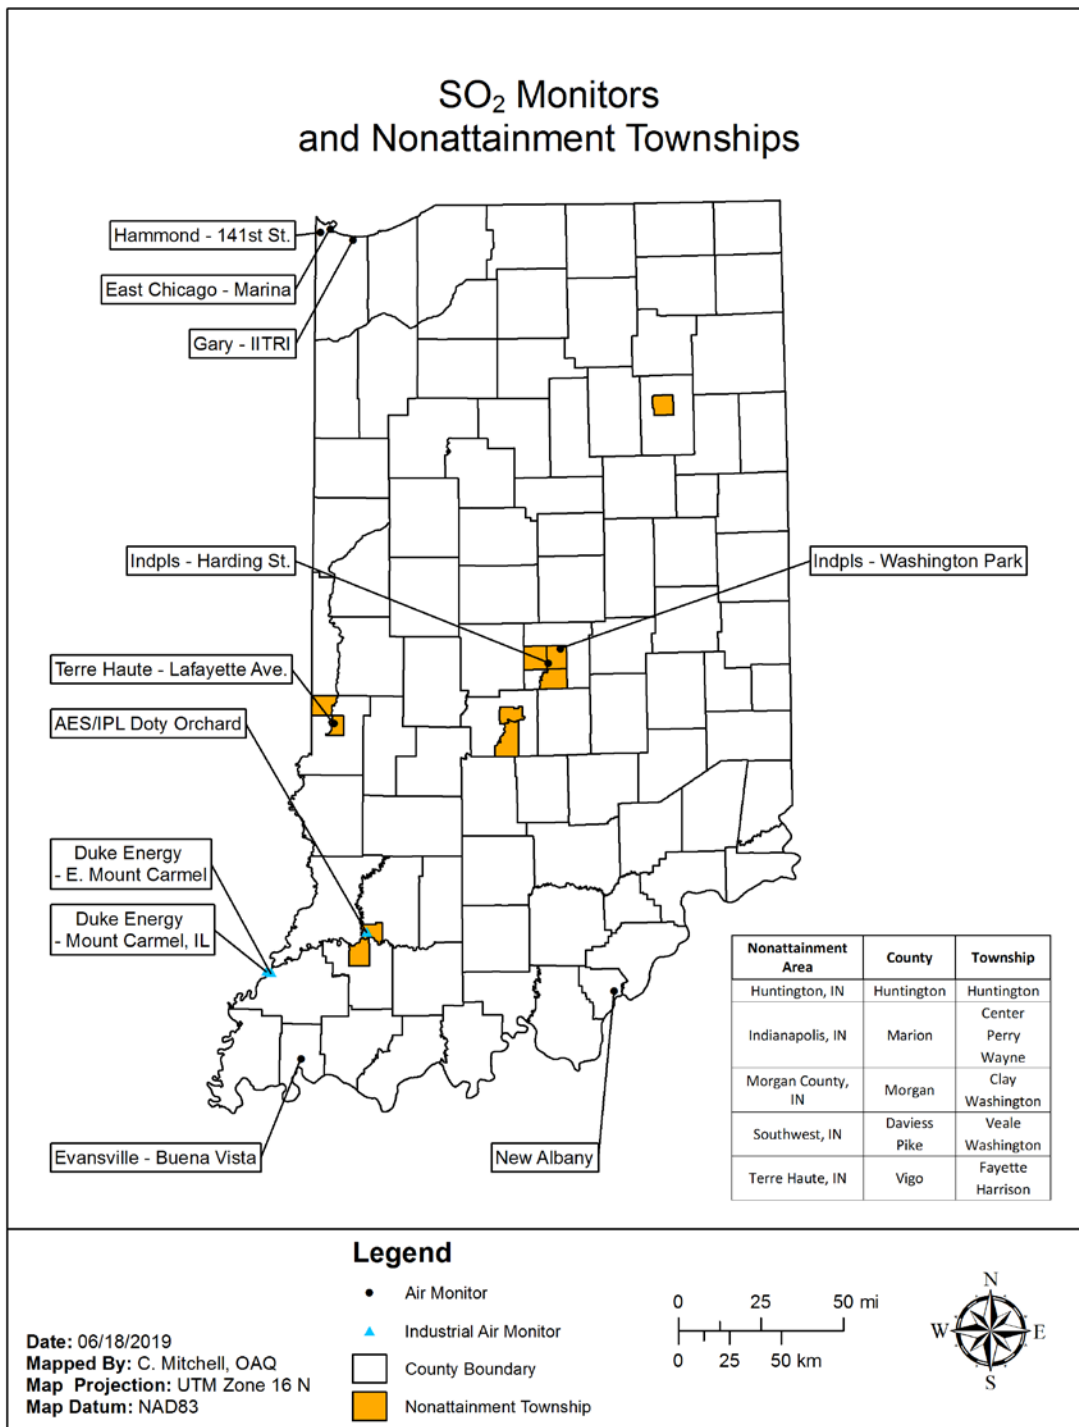 SO₂ Monitors
and Nonattainment Townships
Hammond - 141st St.
East Chicago - Marina
Gary - IITRI
Indpls - Harding St.
Indpls - Washington Park
Terre Haute - Lafayette Ave.
AES/IPL Doty Orchard
Duke Energy
- E. Mount Carmel
Duke Energy
- Mount Carmel, IL
Evansville - Buena Vista
New Albany
Nonattainment Area County Township
Huntington, IN Huntington Huntington
Indianapolis, IN Marion Center Perry Wayne
Morgan County, IN Morgan Clay Washington
Southwest, IN Daviess Pike Veale Washington
Terre Haute, IN Vigo Fayette Harrison
Legend
Air Monitor
Industrial Air Monitor
County Boundary
Nonattainment Township
Date: 06/18/2019
Mapped By: C. Mitchell, OAQ
Map Projection: UTM Zone 16 N
Map Datum: NAD83
0 25 50 mi
0 25 50 km
N
W E
S